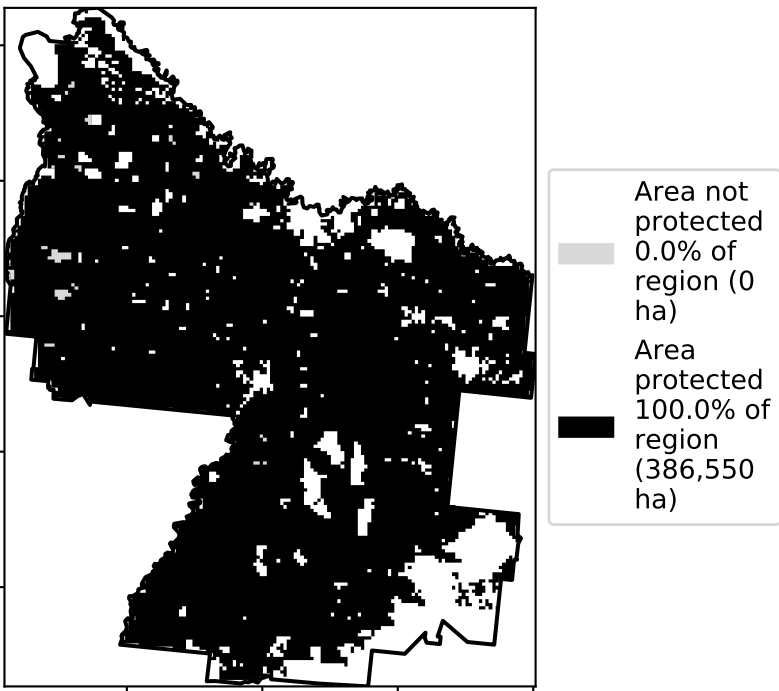 Area not
protected
0.0% of
region (0
ha)
Area
protected
100.0% of
region
(386,550
ha)